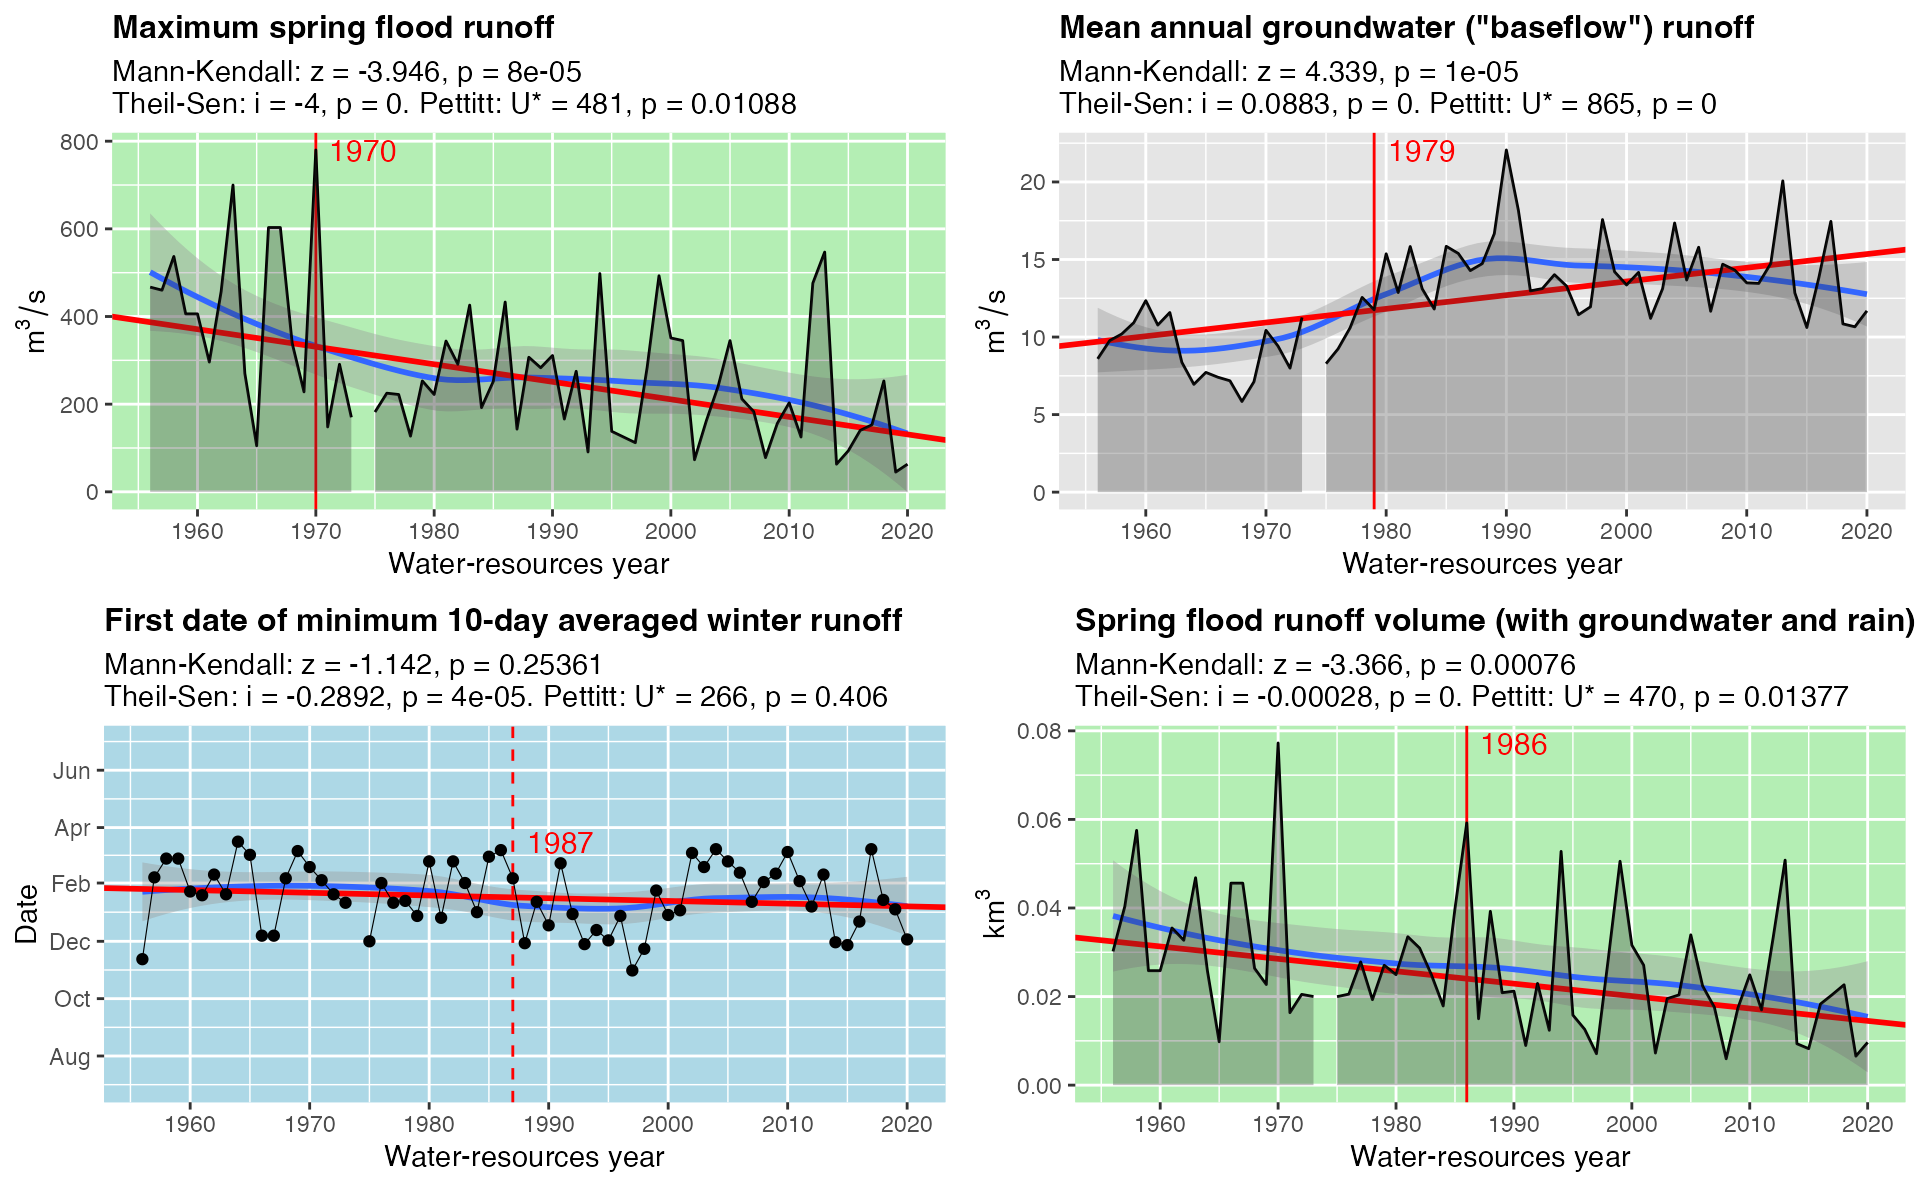 Maximum spring flood runoff
Mann-Kendall: z = -3.946, p = 8e-05
Theil-Sen: i = -4, p = 0. Pettitt: U* = 481, p = 0.01088
800
600
400
200
0
m³/s
1970
1960 1970 1980 1990 2000 2010 2020
Water-resources year
Mean annual groundwater ("baseflow") runoff
Mann-Kendall: z = 4.339, p = 1e-05
Theil-Sen: i = 0.0883, p = 0. Pettitt: U* = 865, p = 0
20
15
10
5
0
m³/s
1979
1960 1970 1980 1990 2000 2010 2020
Water-resources year
First date of minimum 10-day averaged winter runoff
Mann-Kendall: z = -1.142, p = 0.25361
Theil-Sen: i = -0.2892, p = 4e-05. Pettitt: U* = 266, p = 0.406
Jun
Apr
Feb
Dec
Oct
Aug
Date
1987
1960 1970 1980 1990 2000 2010 2020
Water-resources year
Spring flood runoff volume (with groundwater and rain)
Mann-Kendall: z = -3.366, p = 0.00076
Theil-Sen: i = -0.00028, p = 0. Pettitt: U* = 470, p = 0.01377
0.08
0.06
0.04
0.02
0.00
km³
1986
1960 1970 1980 1990 2000 2010 2020
Water-resources year